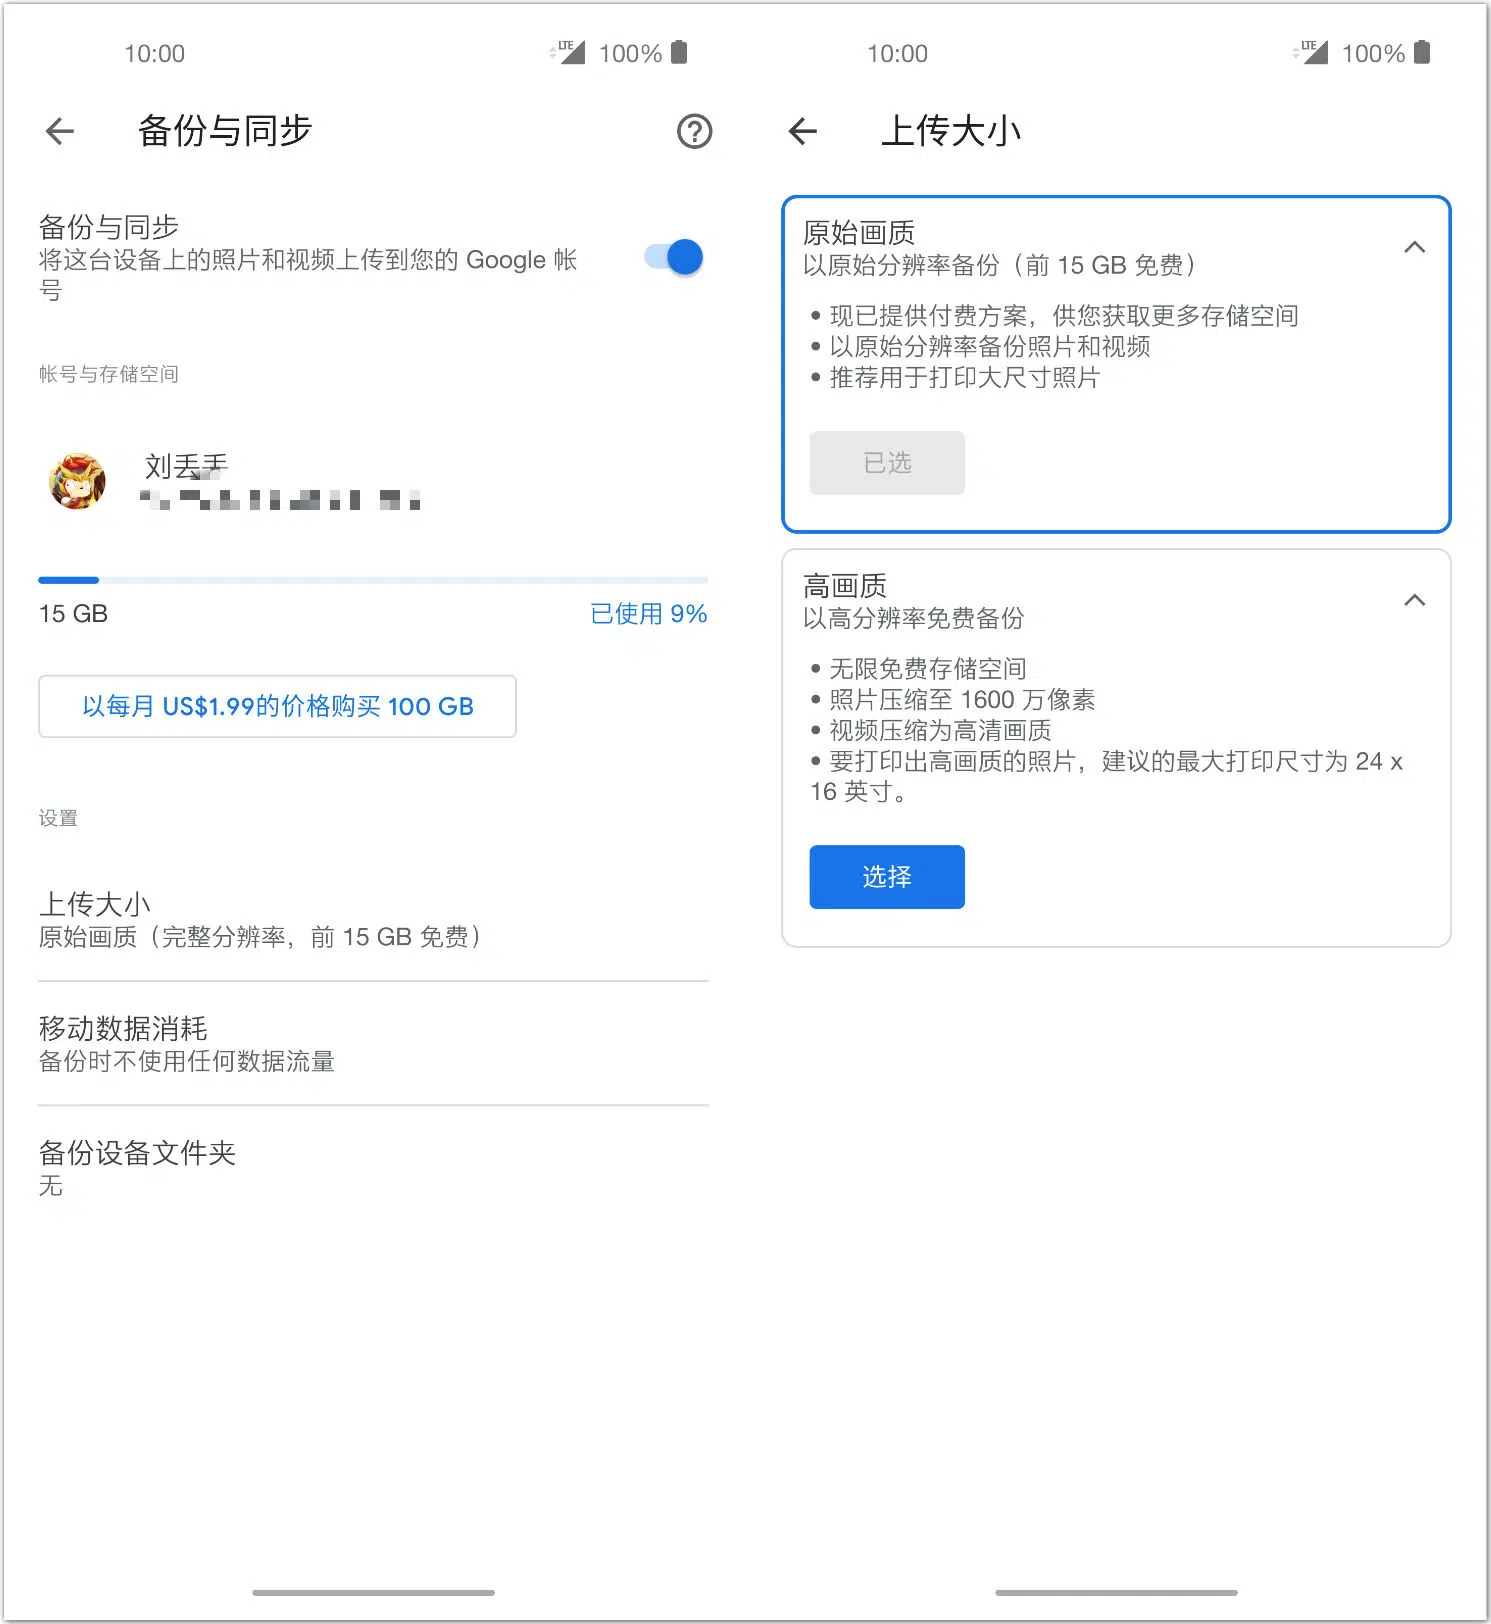 10:00
LTE 100%
备份与同步
备份与同步
将这台设备上的照片和视频上传到您的 Google 帐
号
帐号与存储空间
刘丢丢
15 GB 已使用 9%
以每月 US$1.99的价格购买 100 GB
设置
上传大小
原始画质（完整分辨率，前 15 GB 免费）
移动数据消耗
备份时不使用任何数据流量
备份设备文件夹
无
10:00
LTE 100%
上传大小
原始画质
以原始分辨率备份（前 15 GB 免费）
• 现已提供付费方案，供您获取更多存储空间
• 以原始分辨率备份照片和视频
• 推荐用于打印大尺寸照片
已选
高画质
以高分辨率免费备份
• 无限免费存储空间
• 照片压缩至 1600 万像素
• 视频压缩为高清画质
• 要打印出高画质的照片，建议的最大打印尺寸为 24 x
16 英寸。
选择